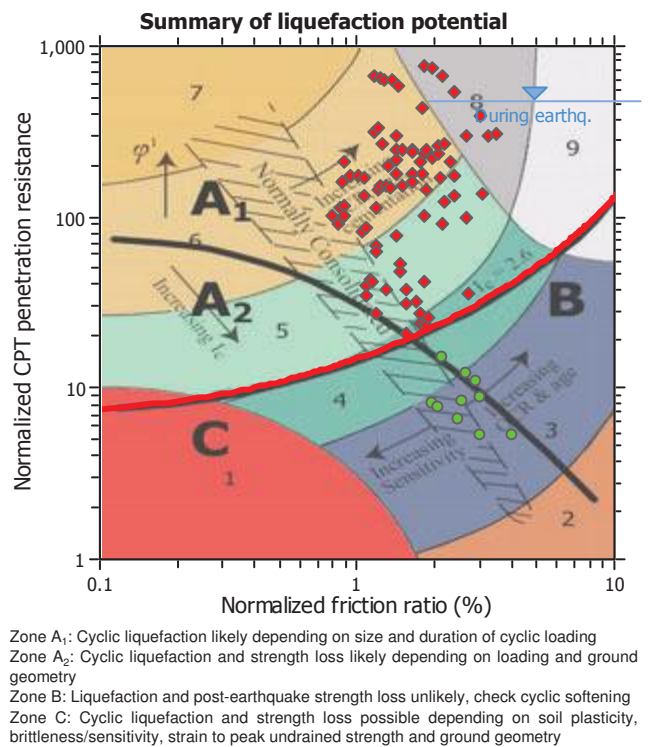 Summary of liquefaction potential
Normalized CPT penetration resistance
1,000
100
10
1
7
8
During earthq.
9
φ'
Increasing
cementation
Normally Consolidated
A1
6
A2
Increasing Ic
Ic = 2.6
B
5
4
Increasing
OCR & age
3
C
1
Increasing
Sensitivity
2
0.1
1
10
Normalized friction ratio (%)
Zone A1: Cyclic liquefaction likely depending on size and duration of cyclic loading
Zone A2: Cyclic liquefaction and strength loss likely depending on loading and ground
geometry
Zone B: Liquefaction and post-earthquake strength loss unlikely, check cyclic softening
Zone C: Cyclic liquefaction and strength loss possible depending on soil plasticity,
brittleness/sensitivity, strain to peak undrained strength and ground geometry